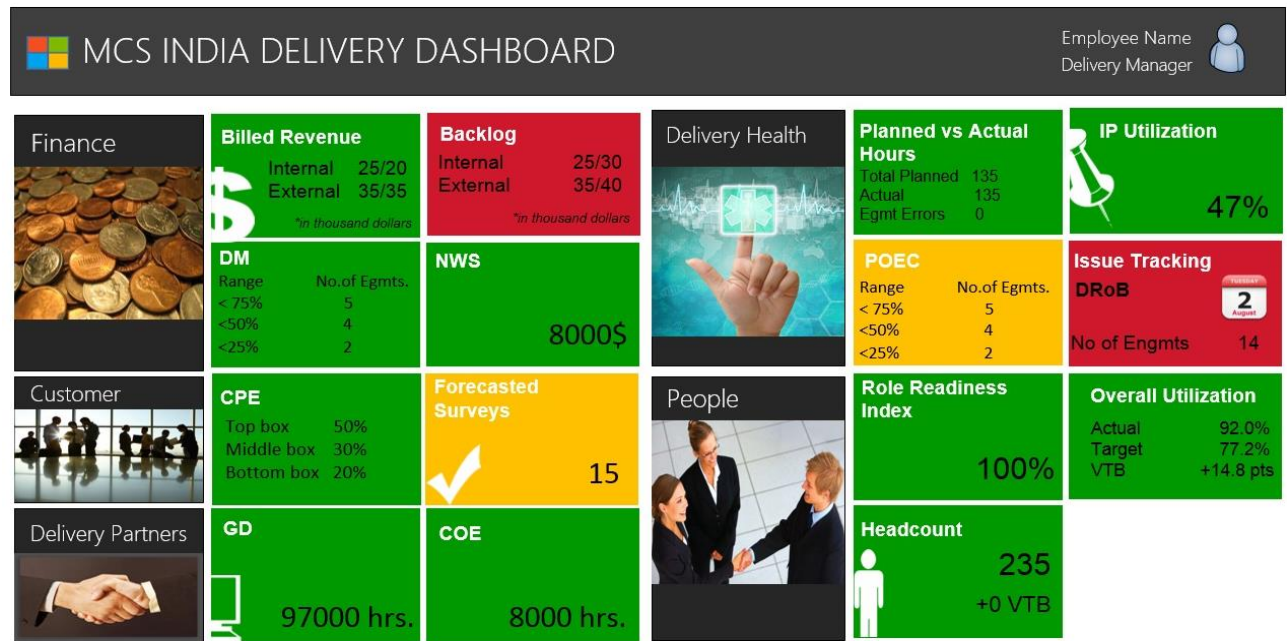 MCS INDIA DELIVERY DASHBOARD
Employee Name
Delivery Manager
Finance
Billed Revenue
Internal 25/20
External 35/35
*in thousand dollars
Backlog
Internal 25/30
External 35/40
*in thousand dollars
DM
Range No.of Egmts.
< 75% 5
<50% 4
<25% 2
NWS
8000$
Customer
CPE
Top box 50%
Middle box 30%
Bottom box 20%
Forecasted
Surveys
15
Delivery Partners
GD
97000 hrs.
COE
8000 hrs.
Delivery Health
Planned vs Actual
Hours
Total Planned 135
Actual 135
Egmt Errors 0
IP Utilization
47%
POEC
Range No.of Egmts.
< 75% 5
<50% 4
<25% 2
Issue Tracking
DRoB
TUESDAY
2
August
No of Engmts 14
People
Role Readiness
Index
100%
Overall Utilization
Actual 92.0%
Target 77.2%
VTB +14.8 pts
Headcount
235
+0 VTB